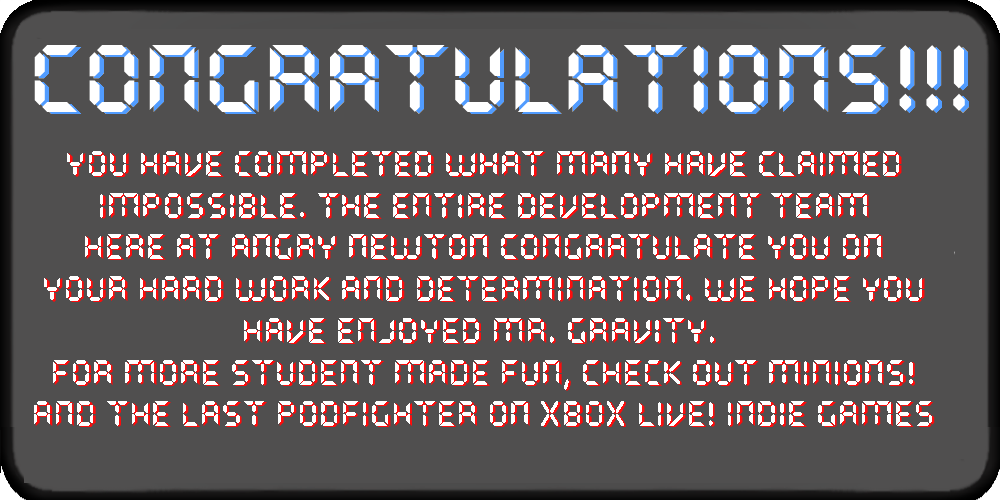 CONGRATULATIONS!!!
YOU HAVE COMPLETED WHAT MANY HAVE CLAIMED
IMPOSSIBLE. THE ENTIRE DEVELOPMENT TEAM
HERE AT ANGRY NEWTON CONGRATULATE YOU ON
YOUR HARD WORK AND DETERMINATION. WE HOPE YOU
HAVE ENJOYED MR. GRAVITY.
FOR MORE STUDENT MADE FUN, CHECK OUT MINIONS!
AND THE LAST PODFIGHTER ON XBOX LIVE! INDIE GAMES